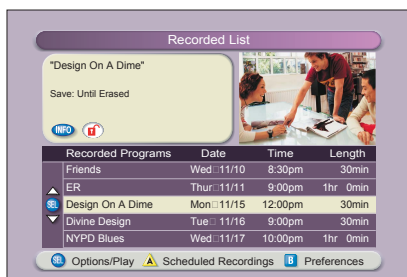 Recorded List
"Design On A Dime"
Save: Until Erased
INFO
Recorded Programs Date Time Length
Friends Wed□11/10 8:30pm 30min
ER Thur□11/11 9:00pm 1hr 0min
SEL Design On A Dime Mon□11/15 12:00pm 30min
Divine Design Tue□ 11/16 9:00pm 30min
NYPD Blues Wed□11/17 10:00pm 1hr 0min
SEL Options/Play A Scheduled Recordings B Preferences